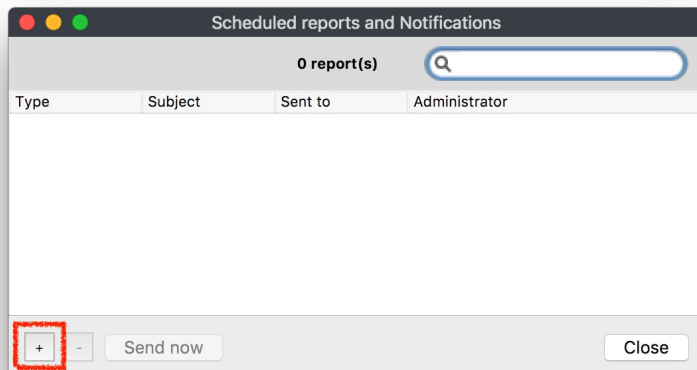 Scheduled reports and Notifications
0 report(s)
Type Subject Sent to Administrator
+ - Send now Close